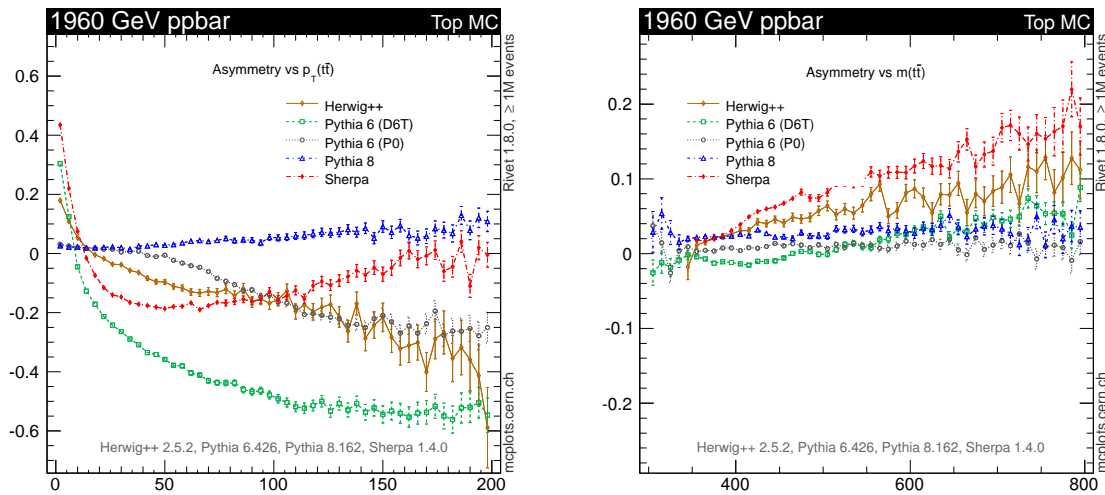 1960 GeV ppbar Top MC
Asymmetry vs p_T(tt̄)
Herwig++
Pythia 6 (D6T)
Pythia 6 (P0)
Pythia 8
Sherpa
0.6
0.4
0.2
0
-0.2
-0.4
-0.6
0 50 100 150 200
Herwig++ 2.5.2, Pythia 6.426, Pythia 8.162, Sherpa 1.4.0
Rivet 1.8.0, ≥ 1M events
mcplots.cern.ch
1960 GeV ppbar Top MC
Asymmetry vs m(tt̄)
Herwig++
Pythia 6 (D6T)
Pythia 6 (P0)
Pythia 8
Sherpa
0.2
0.1
0
-0.1
-0.2
400 600 800
Herwig++ 2.5.2, Pythia 6.426, Pythia 8.162, Sherpa 1.4.0
Rivet 1.8.0, ≥ 1M events
mcplots.cern.ch